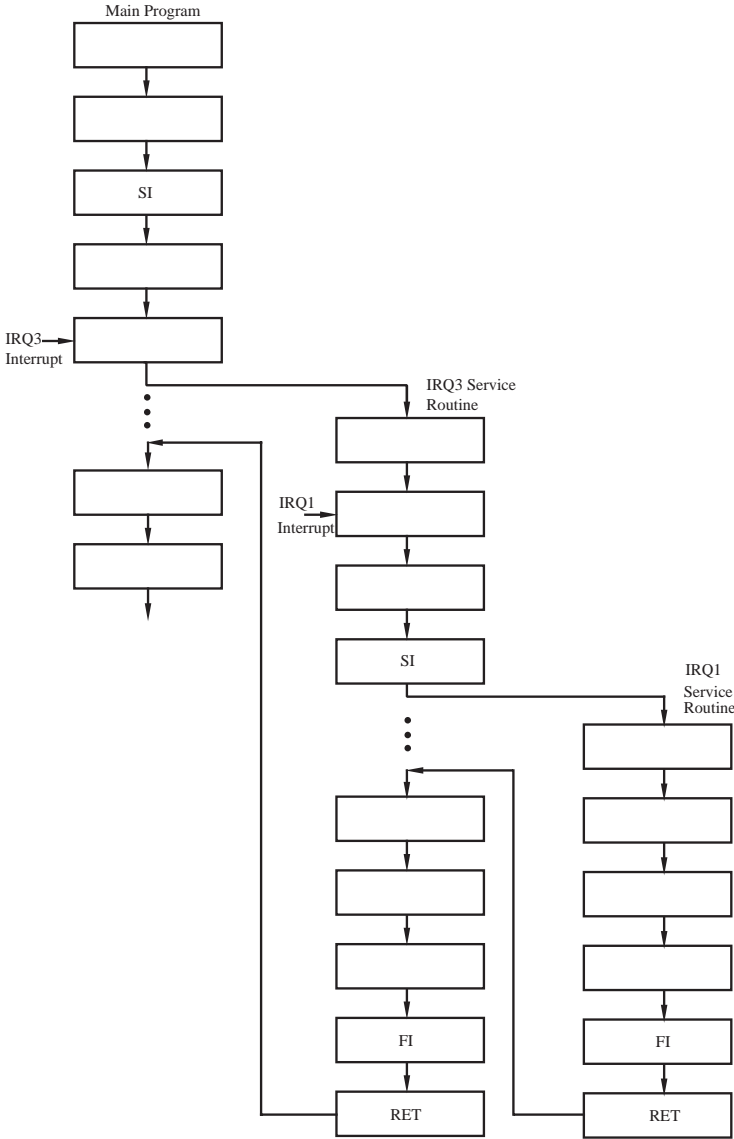 Main Program
SI
IRQ3
Interrupt
IRQ3 Service
Routine
IRQ1
Interrupt
SI
IRQ1
Service
Routine
FI
FI
RET
RET